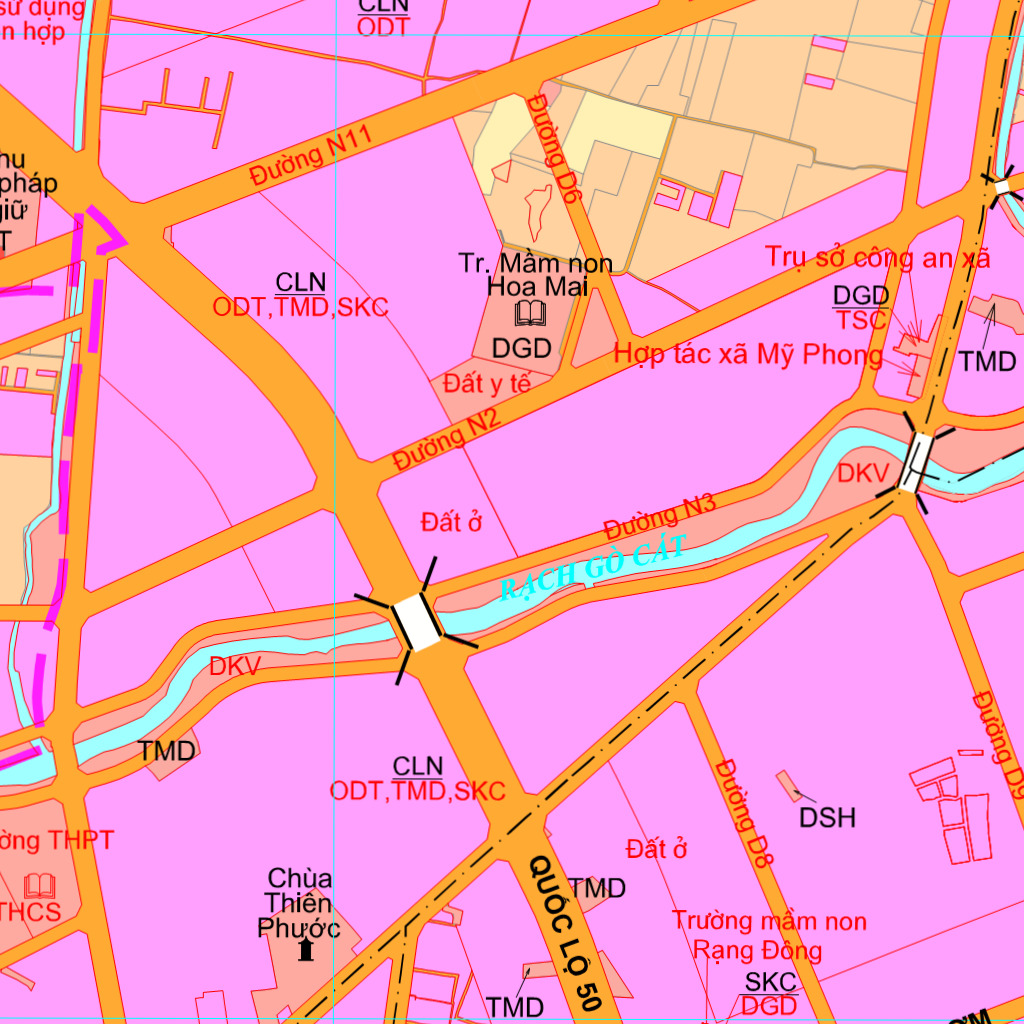 sử dụng
n hợp
CLN
ODT
Đường N11
Đường D6
pháp
giữ
T
Tr. Mầm non
Hoa Mai
DGD
CLN
ODT,TMD,SKC
Trụ sở công an xã
DGD
TSC
Hợp tác xã Mỹ Phong
TMD
Đất y tế
Đường N2
DKV
Đất ở
Đường N3
RẠCH GÒ CÁT
DKV
TMD
CLN
ODT,TMD,SKC
Đường D9
Đường D8
DSH
ờng THPT
THCS
Đất ở
Chùa
Thiên
Phước
QUỐC LỘ 50
TMD
Trường mầm non
Rạng Đông
SKC
DGD
TMD